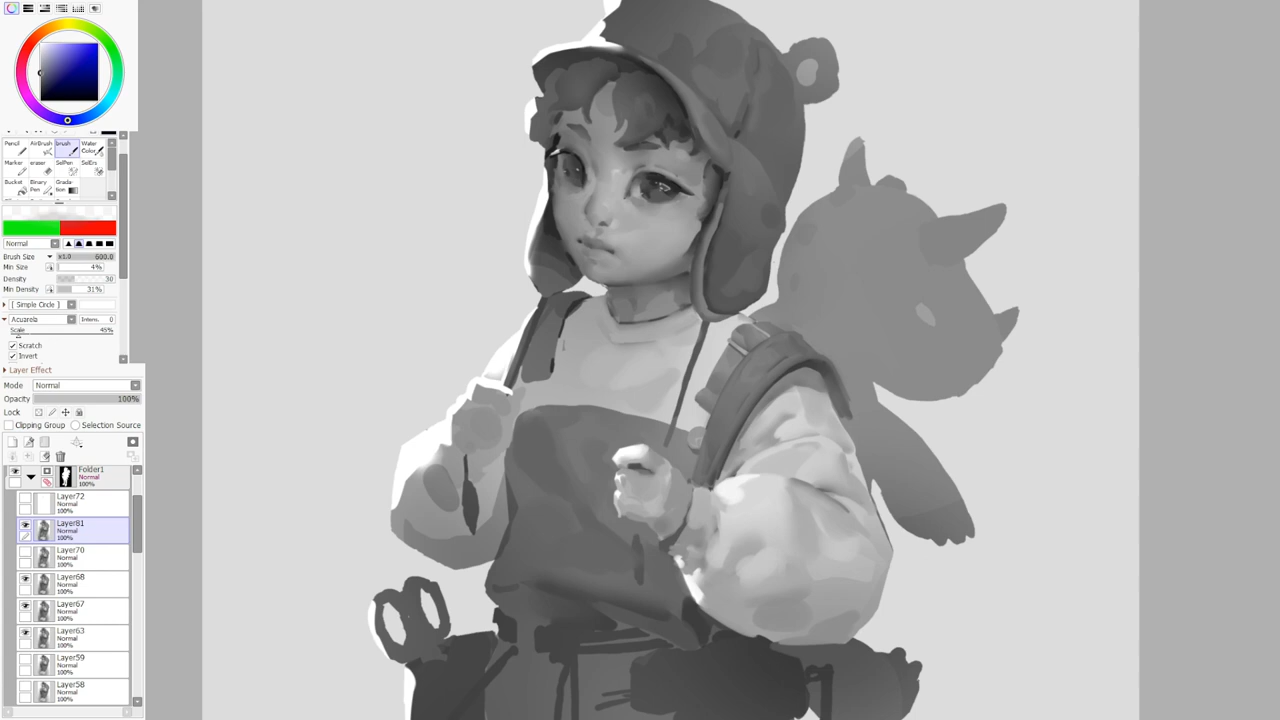 Pencil AirBrush brush Water Color
Marker eraser SelPen SelErs
Bucket Binary Pen Grada- tion
Normal
Brush Size x1.0 600.0
Min Size 4%
Density 30
Min Density 31%
[ Simple Circle ]
Acuarela Intens. 0
Scale 45%
Scratch
Invert
Layer Effect
Mode Normal
Opacity 100%
Lock
Clipping Group Selection Source
Folder1
Normal
100%
Layer72
Normal
100%
Layer81
Normal
100%
Layer70
Normal
100%
Layer68
Normal
100%
Layer67
Normal
100%
Layer63
Normal
100%
Layer59
Normal
100%
Layer58
Normal
100%